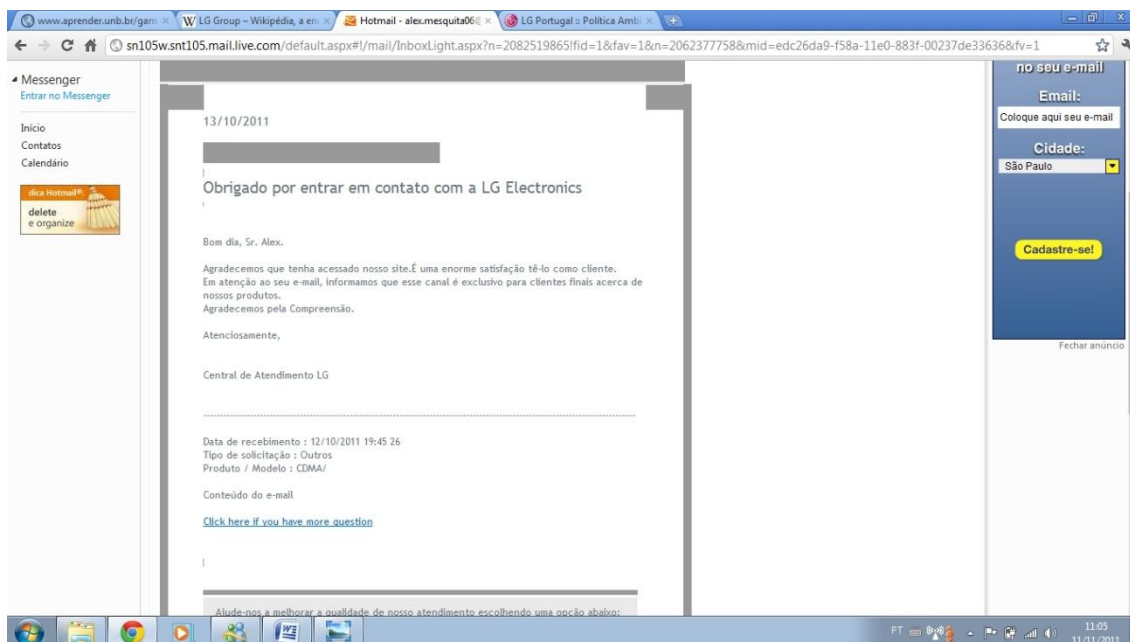 www.aprender.unb.br/gam
LG Group – Wikipédia, a en
Hotmail - alex.mesquita06@
LG Portugal :: Política Ambi
sn105w.snt105.mail.live.com/default.aspx#!/mail/InboxLight.aspx?n=2082519865!fid=1&fav=1&n=2062377758&mid=edc26da9-f58a-11e0-883f-00237de33636&fv=1
Messenger
Entrar no Messenger
Início
Contatos
Calendário
dica Hotmail®:
delete
e organize
13/10/2011
Obrigado por entrar em contato com a LG Electronics
Bom dia, Sr. Alex.
Agradecemos que tenha acessado nosso site.É uma enorme satisfação tê-lo como cliente.
Em atenção ao seu e-mail, informamos que esse canal é exclusivo para clientes finais acerca de
nossos produtos.
Agradecemos pela Compreensão.
Atenciosamente,
Central de Atendimento LG
Data de recebimento : 12/10/2011 19:45 26
Tipo de solicitação : Outros
Produto / Modelo : CDMA/
Conteúdo do e-mail
Click here if you have more question
Ajude-nos a melhorar a qualidade de nosso atendimento escolhendo uma opção abaixo:
no seu e-mail
Email:
Coloque aqui seu e-mail
Cidade:
São Paulo
Cadastre-se!
Fechar anúncio
PT
11:05
11/11/2011